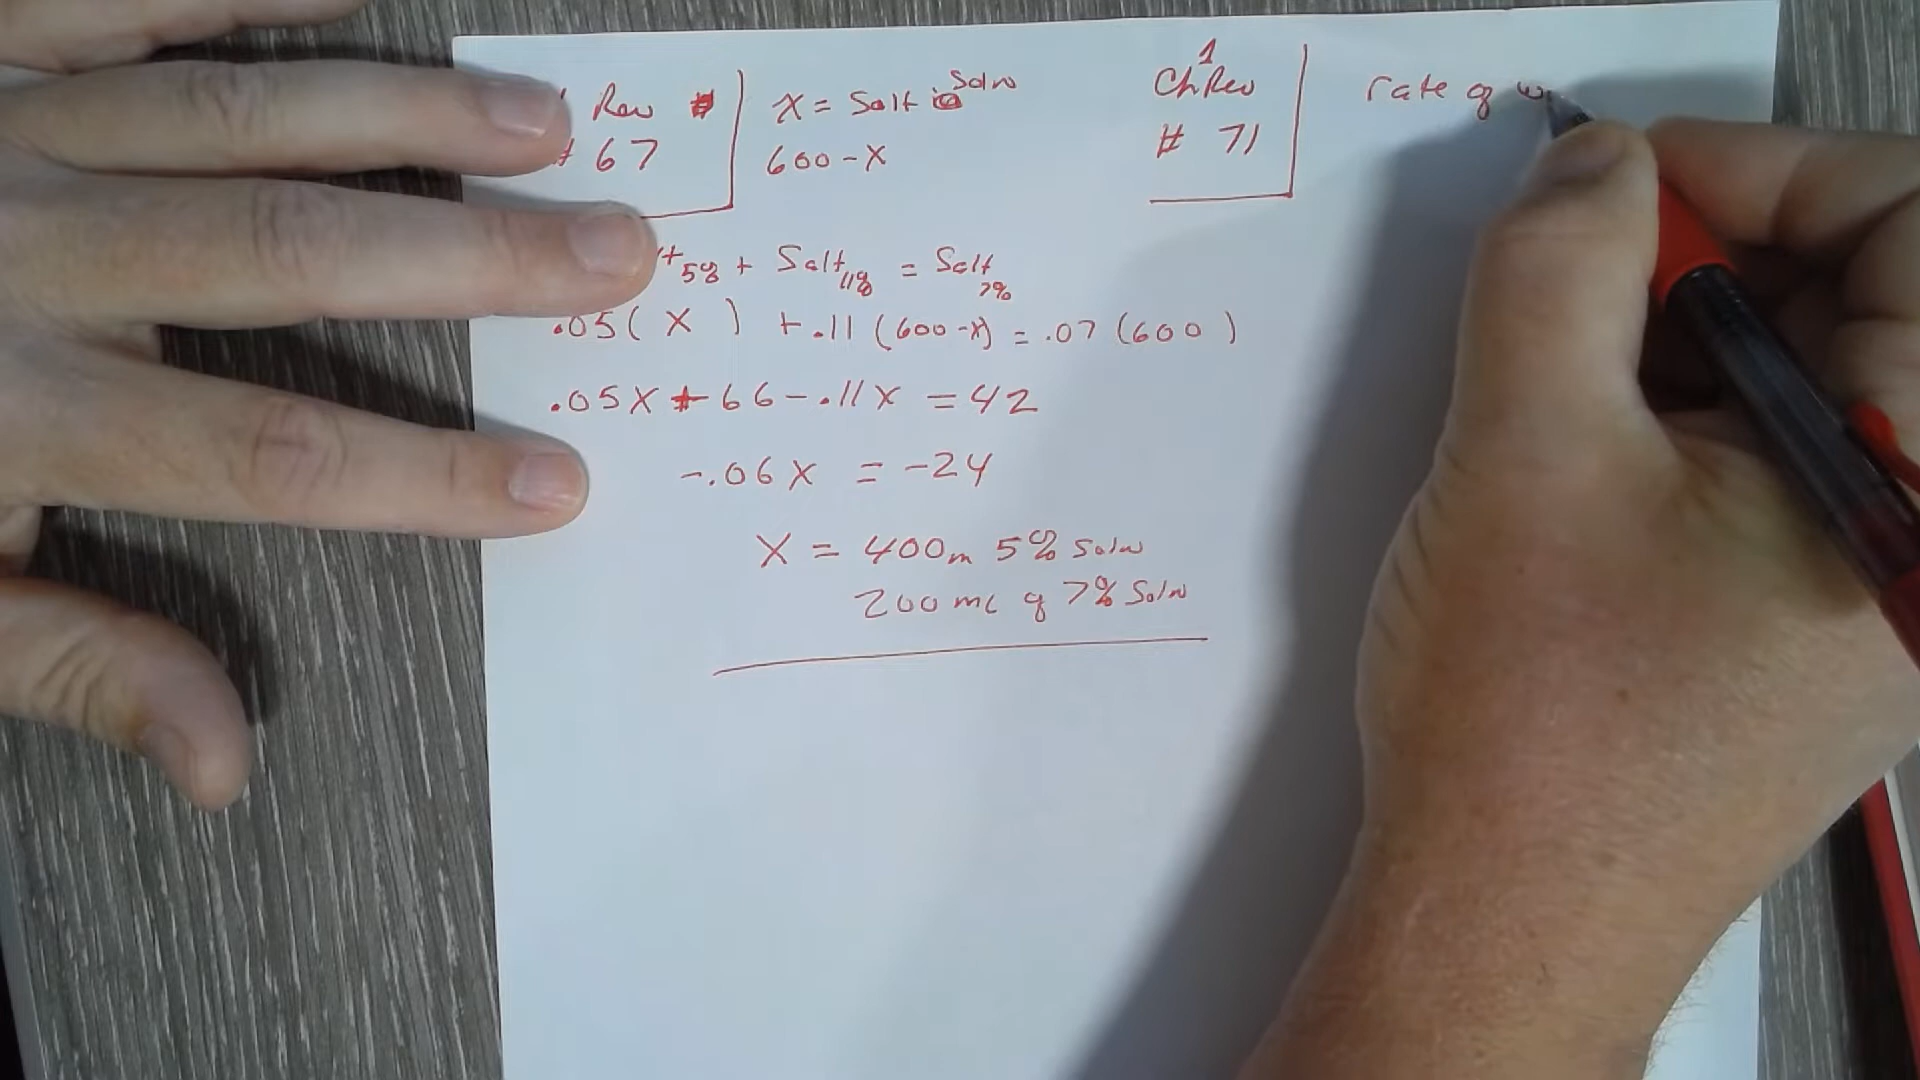 Rev #
# 67
X = Salt in Soln
600 - X
5% + Salt 11% = Salt 7%
.05( X ) + .11 (600 - X) = .07 (600 )
.05X + 66 - .11X = 42
-.06X = -24
X = 400m 5% Soln
200 mL of 7% Soln
Ch 1 Rev
# 71
rate of w